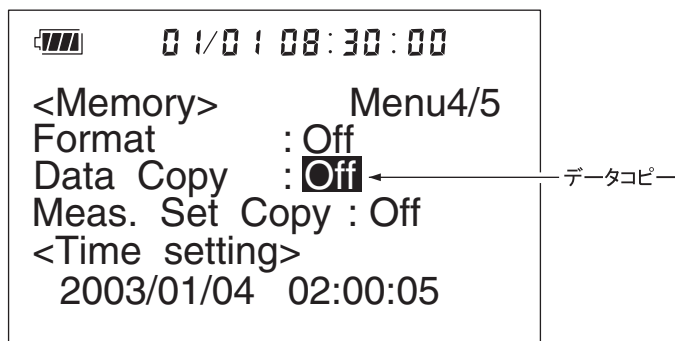 01/01 08:30:00
<Memory> Menu4/5
Format : Off
Data Copy : Off
データコピー
Meas. Set Copy : Off
<Time setting>
2003/01/04 02:00:05